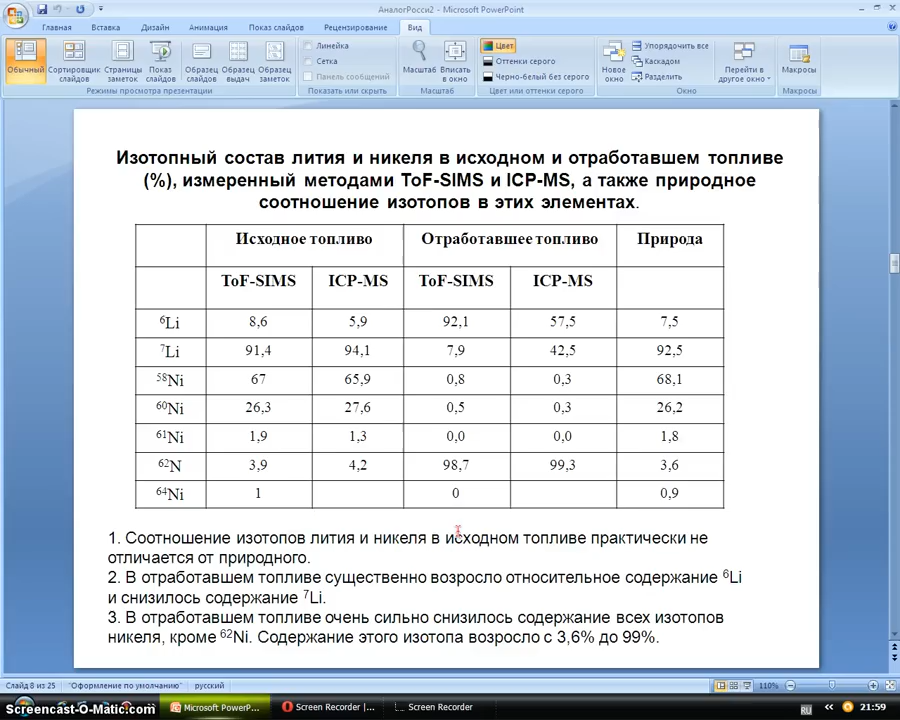 АналогРосси2 - Microsoft PowerPoint
Главная Вставка Дизайн Анимация Показ слайдов Рецензирование Вид
Обычный Сортировщик слайдов Страницы заметок Показ слайдов Образец слайдов Образец выдач Образец заметок
Линейка
Сетка
Панель сообщений
Масштаб Вписать в окно
Цвет
Оттенки серого
Черно-белый без серого
Новое окно
Упорядочить все
Каскадом
Разделить
Перейти в другое окно
Макросы
Режимы просмотра презентации Показать или скрыть Масштаб Цвет или оттенки серого Окно Макросы
Изотопный состав лития и никеля в исходном и отработавшем топливе
(%), измеренный методами ToF-SIMS и ICP-MS, а также природное
соотношение изотопов в этих элементах.
Исходное топливо Отработавшее топливо Природа
ToF-SIMS ICP-MS ToF-SIMS ICP-MS
⁶Li 8,6 5,9 92,1 57,5 7,5
⁷Li 91,4 94,1 7,9 42,5 92,5
⁵⁸Ni 67 65,9 0,8 0,3 68,1
⁶⁰Ni 26,3 27,6 0,5 0,3 26,2
⁶¹Ni 1,9 1,3 0,0 0,0 1,8
⁶²N 3,9 4,2 98,7 99,3 3,6
⁶⁴Ni 1 0 0,9
1. Соотношение изотопов лития и никеля в исходном топливе практически не
отличается от природного.
2. В отработавшем топливе существенно возросло относительное содержание ⁶Li
и снизилось содержание ⁷Li.
3. В отработавшем топливе очень сильно снизилось содержание всех изотопов
никеля, кроме ⁶²Ni. Содержание этого изотопа возросло с 3,6% до 99%.
Слайд 8 из 25 "Оформление по умолчанию" русский 110%
Screencast-O-Matic.com Microsoft PowerP... Screen Recorder |... Screen Recorder RU 21:59